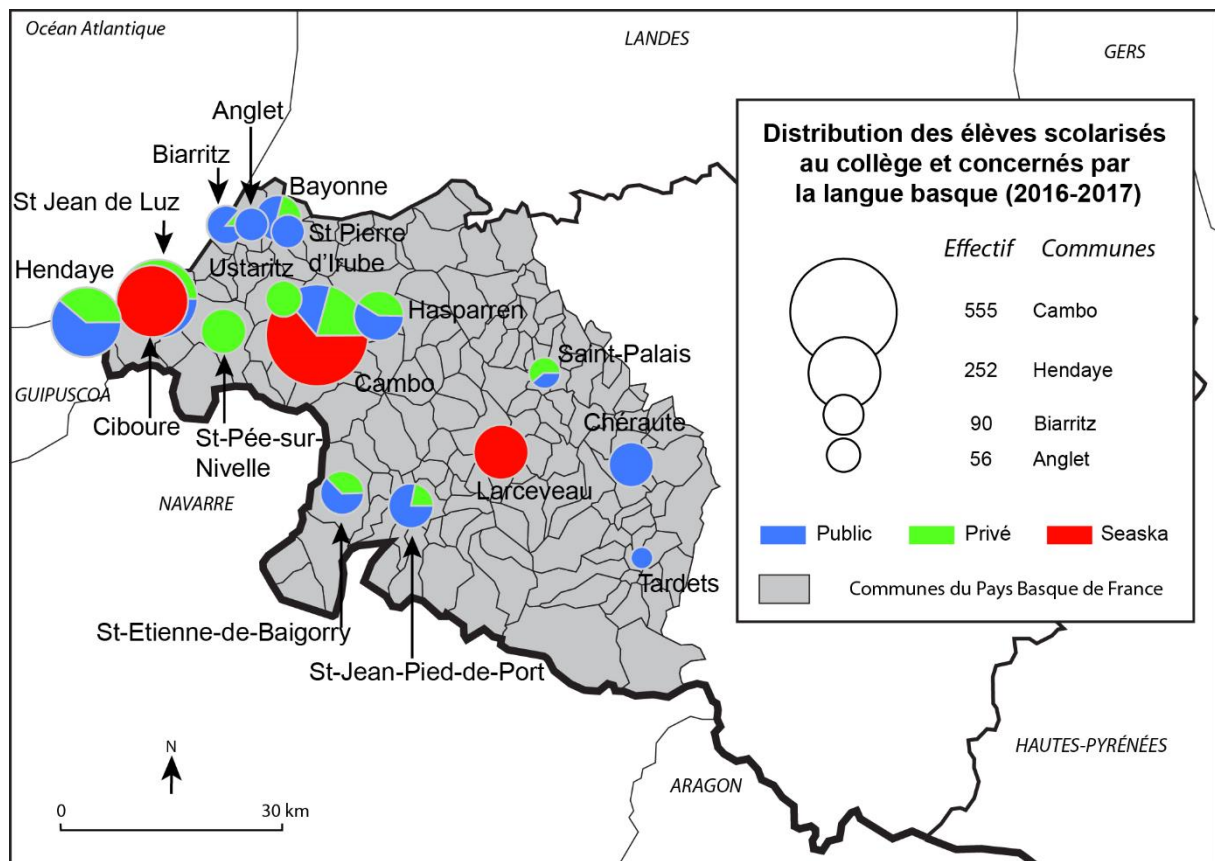 Océan Atlantique
LANDES
GERS
Anglet
Biarritz
Bayonne
St Jean de Luz
St Pierre
d'Irube
Hendaye
Ustaritz
Hasparren
Saint-Palais
GUIPUSCOA
Cambo
Ciboure
St-Pée-sur-
Nivelle
Chéraute
Larceveau
NAVARRE
Tardets
St-Etienne-de-Baigorry
St-Jean-Pied-de-Port
HAUTES-PYRÉNÉES
ARAGON
N
0 30 km
Distribution des élèves scolarisés
au collège et concernés par
la langue basque (2016-2017)
Effectif Communes
555 Cambo
252 Hendaye
90 Biarritz
56 Anglet
Public Privé Seaska
Communes du Pays Basque de France